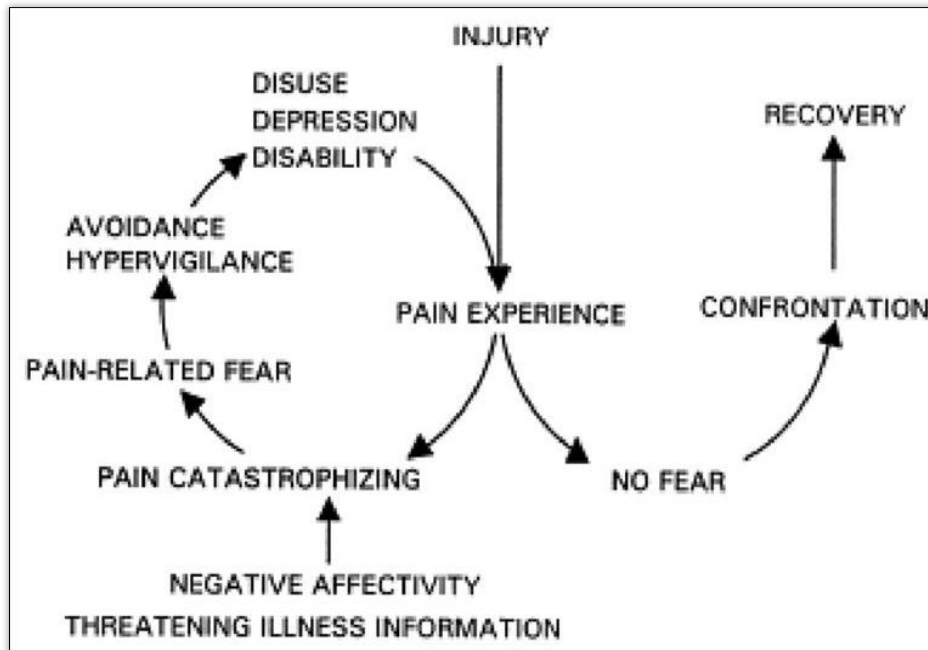 INJURY
DISUSE
DEPRESSION
DISABILITY
RECOVERY
AVOIDANCE
HYPERVIGILANCE
PAIN EXPERIENCE
CONFRONTATION
PAIN-RELATED FEAR
PAIN CATASTROPHIZING
NO FEAR
NEGATIVE AFFECTIVITY
THREATENING ILLNESS INFORMATION